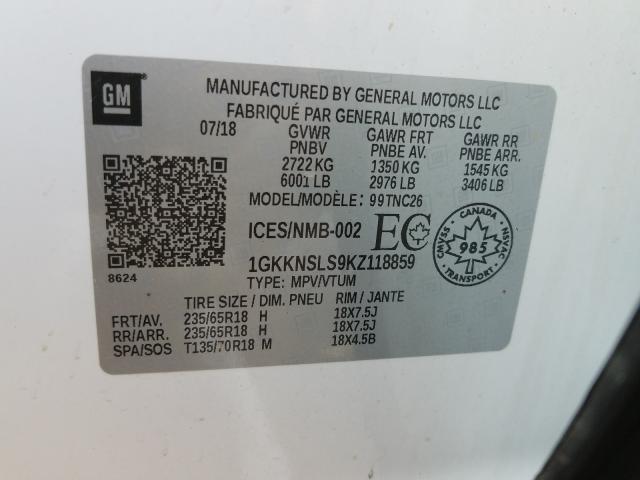 GM
MANUFACTURED BY GENERAL MOTORS LLC
FABRIQUÉ PAR GENERAL MOTORS LLC
07/18 GVWR GAWR FRT GAWR RR
PNBV PNBE AV. PNBE ARR.
2722 KG 1350 KG 1545 KG
6001 LB 2976 LB 3406 LB
MODEL/MODÈLE: 99TNC26
ICES/NMB-002 EC
CANADA
CMVSS 985 NSVAC
TRANSPORT
1GKKNSLS9KZ118859
8624
TYPE: MPV/VTUM
TIRE SIZE / DIM. PNEU RIM / JANTE
FRT/AV. 235/65R18 H 18X7.5J
RR/ARR. 235/65R18 H 18X7.5J
SPA/SOS T135/70R18 M 18X4.5B